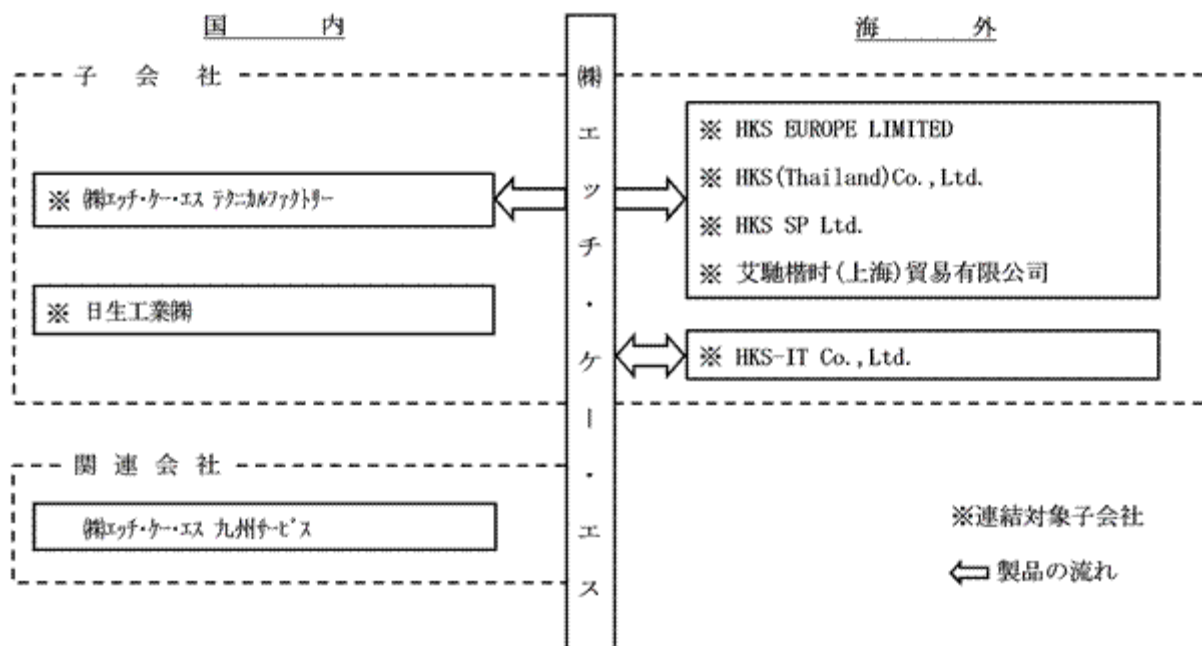 国 内
海 外
子 会 社
㈱エッチ・ケー・エス
※ ㈱ｴｯﾁ・ｹｰ・ｴｽ ﾃｸﾆｶﾙﾌｧｸﾄﾘｰ
※ 日生工業㈱
※ HKS EUROPE LIMITED
※ HKS(Thailand)Co.,Ltd.
※ HKS SP Ltd.
※ 艾馳楷时(上海)貿易有限公司
※ HKS-IT Co.,Ltd.
関 連 会 社
㈱ｴｯﾁ・ｹｰ・ｴｽ 九州ｻｰﾋﾞｽ
※連結対象子会社
製品の流れ